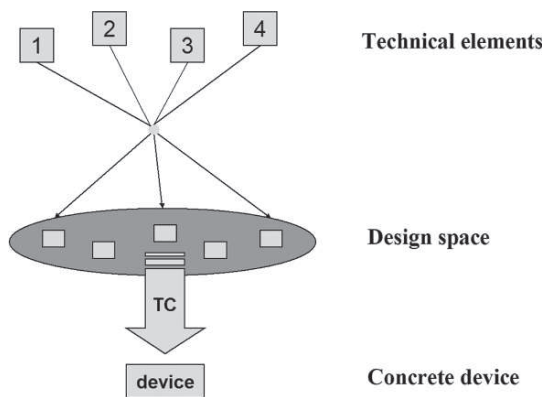 1 2 3 4 Technical elements
Design space
TC
device Concrete device